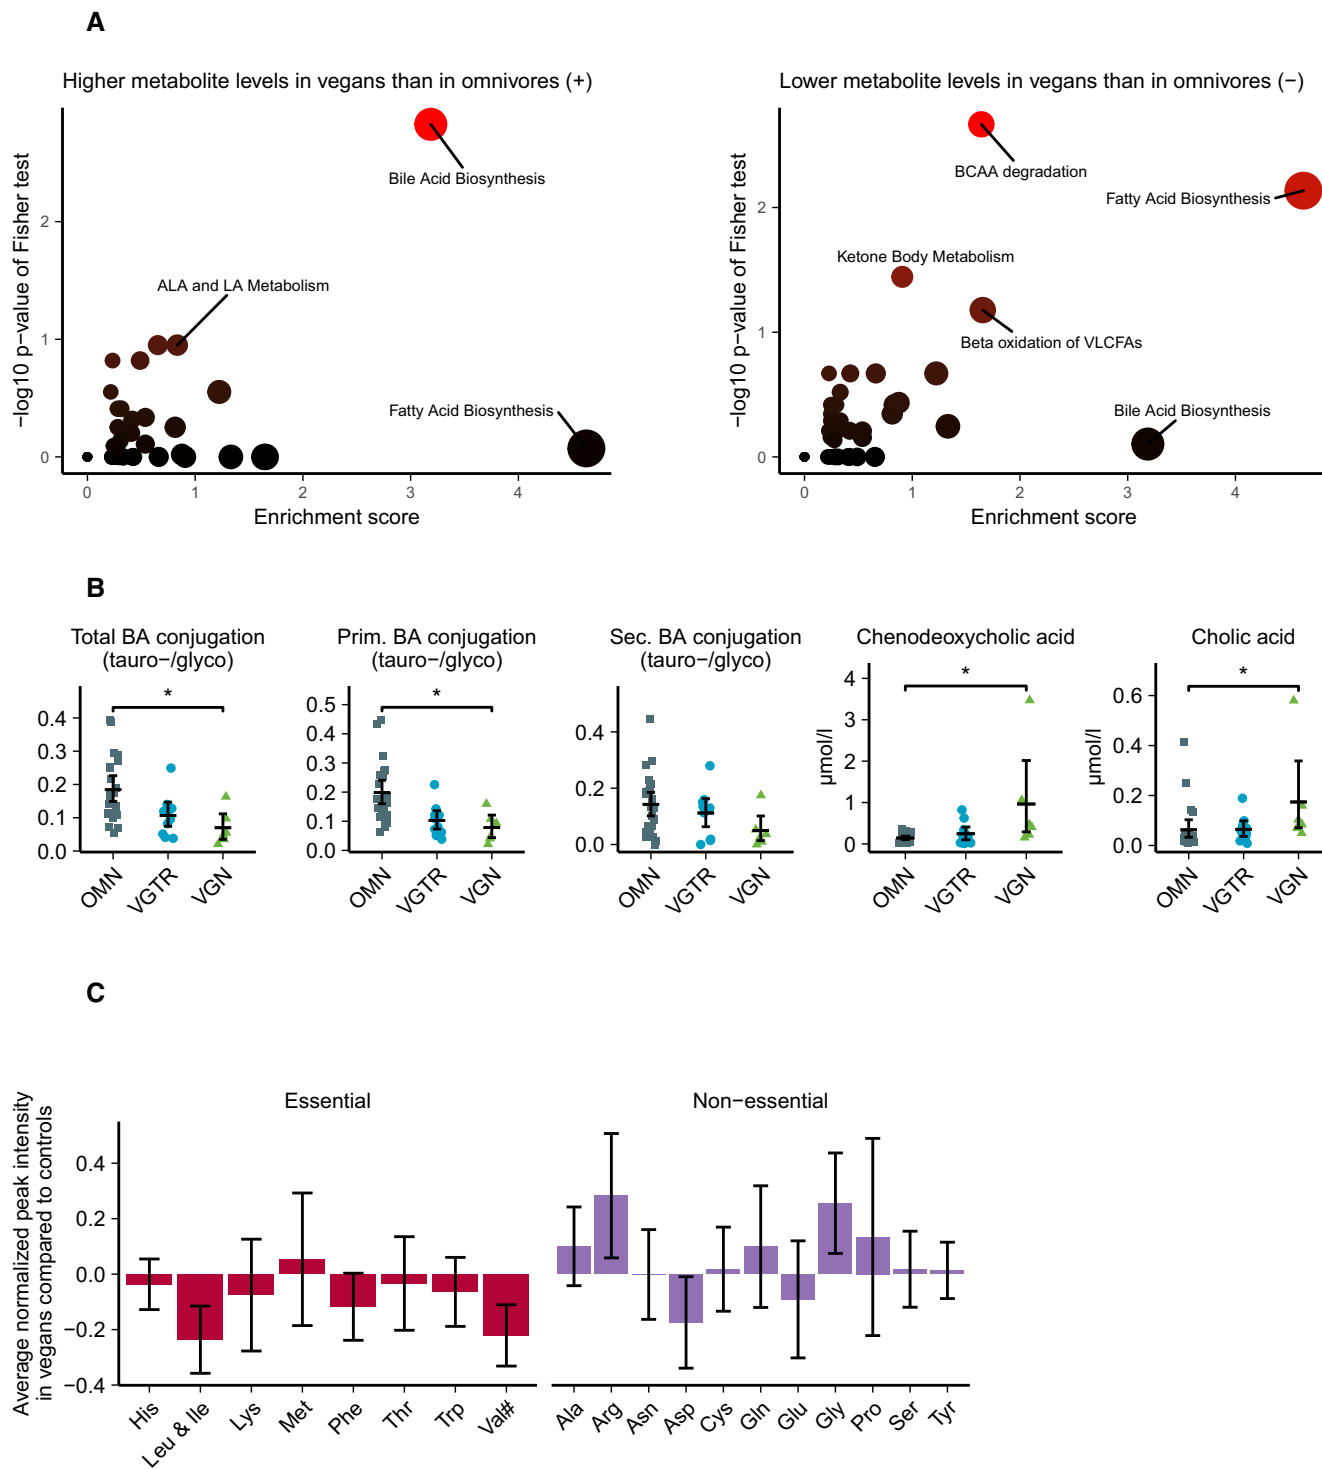 A
Higher metabolite levels in vegans than in omnivores (+)
−log10 p−value of Fisher test
2
1
0
Bile Acid Biosynthesis
ALA and LA Metabolism
Fatty Acid Biosynthesis
0 1 2 3 4
Enrichment score
Lower metabolite levels in vegans than in omnivores (−)
−log10 p−value of Fisher test
2
1
0
BCAA degradation
Fatty Acid Biosynthesis
Ketone Body Metabolism
Beta oxidation of VLCFAs
Bile Acid Biosynthesis
0 1 2 3 4
Enrichment score
B
Total BA conjugation
(tauro−/glyco)
*
0.4
0.3
0.2
0.1
0.0
OMN VGTR VGN
Prim. BA conjugation
(tauro−/glyco)
*
0.5
0.4
0.3
0.2
0.1
0.0
OMN VGTR VGN
Sec. BA conjugation
(tauro−/glyco)
0.4
0.2
0.0
OMN VGTR VGN
Chenodeoxycholic acid
*
µmol/l
4
3
2
1
0
OMN VGTR VGN
Cholic acid
*
µmol/l
0.6
0.4
0.2
0.0
OMN VGTR VGN
C
Average normalized peak intensity
in vegans compared to controls
0.4
0.2
0.0
−0.2
−0.4
Essential
His Leu & Ile Lys Met Phe Thr Trp Val#
Non−essential
Ala Arg Asn Asp Cys Gln Glu Gly Pro Ser Tyr